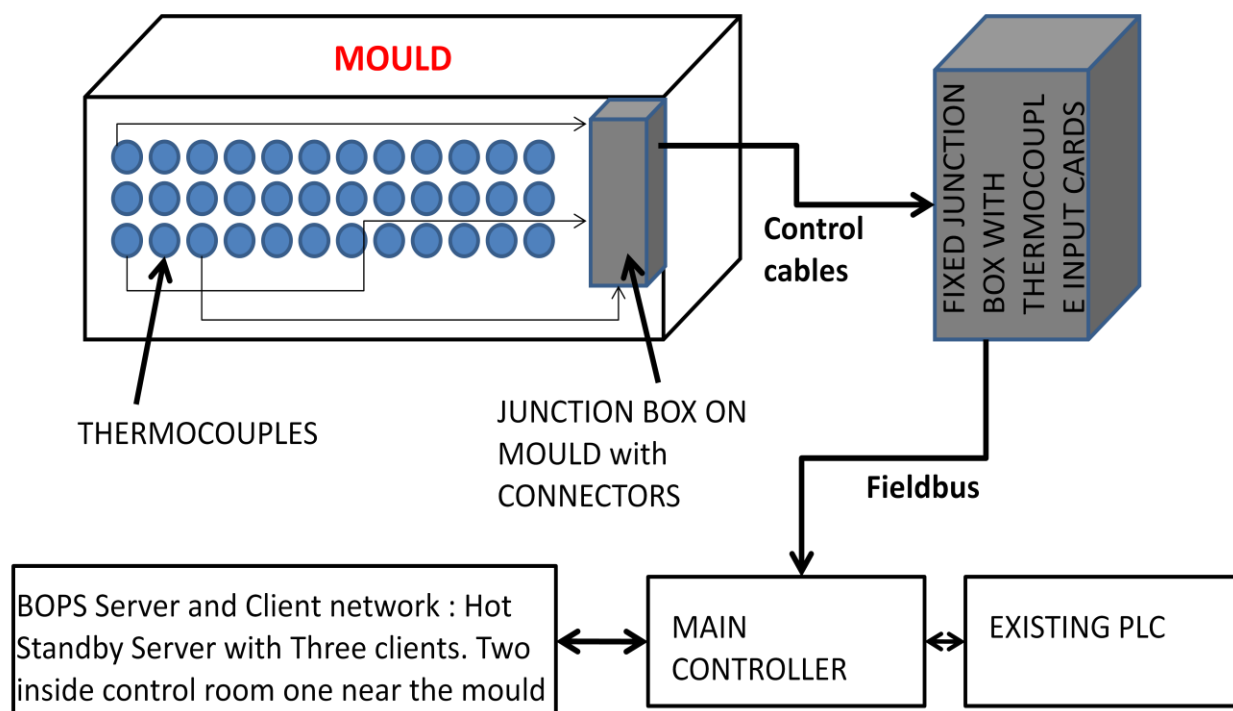 MOULD
FIXED JUNCTION
BOX WITH
THERMOCOUPL
E INPUT CARDS
Control
cables
THERMOCOUPLES
JUNCTION BOX ON
MOULD with
CONNECTORS
Fieldbus
BOPS Server and Client network : Hot
Standby Server with Three clients. Two
inside control room one near the mould
MAIN
CONTROLLER
EXISTING PLC